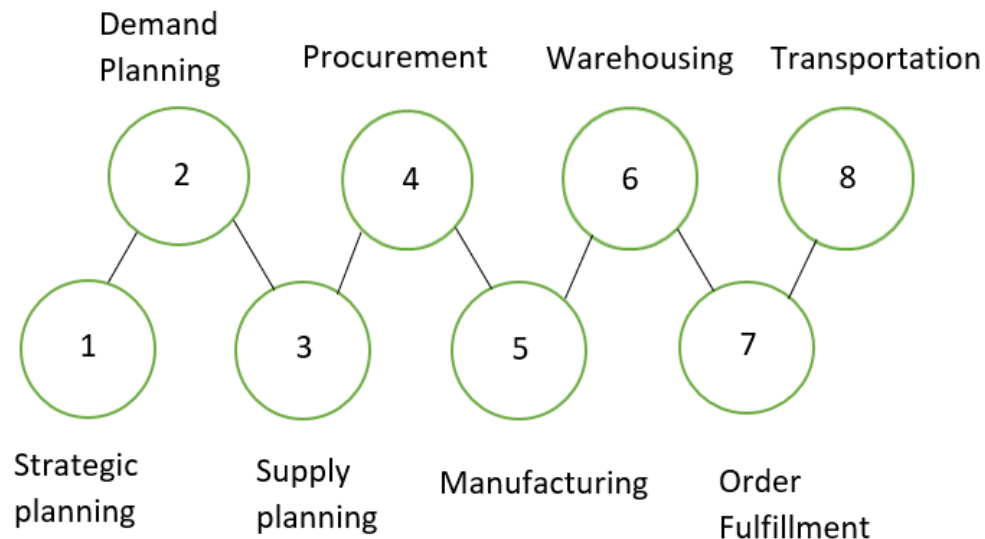 Demand
Planning
Procurement
Warehousing
Transportation
2
4
6
8
1
3
5
7
Strategic
planning
Supply
planning
Manufacturing
Order
Fulfillment